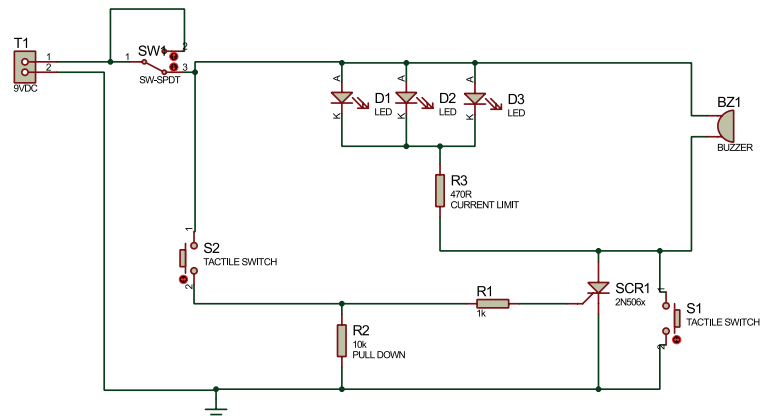 T1
1
2
9VDC
SW1
1
2
3
SW-SPDT
A
K
D1
LED
A
K
D2
LED
A
K
D3
LED
BZ1
BUZZER
R3
470R
CURRENT LIMIT
1
S2
TACTILE SWITCH
2
R1
1k
SCR1
2N506x
1
S1
TACTILE SWITCH
2
R2
10k
PULL DOWN